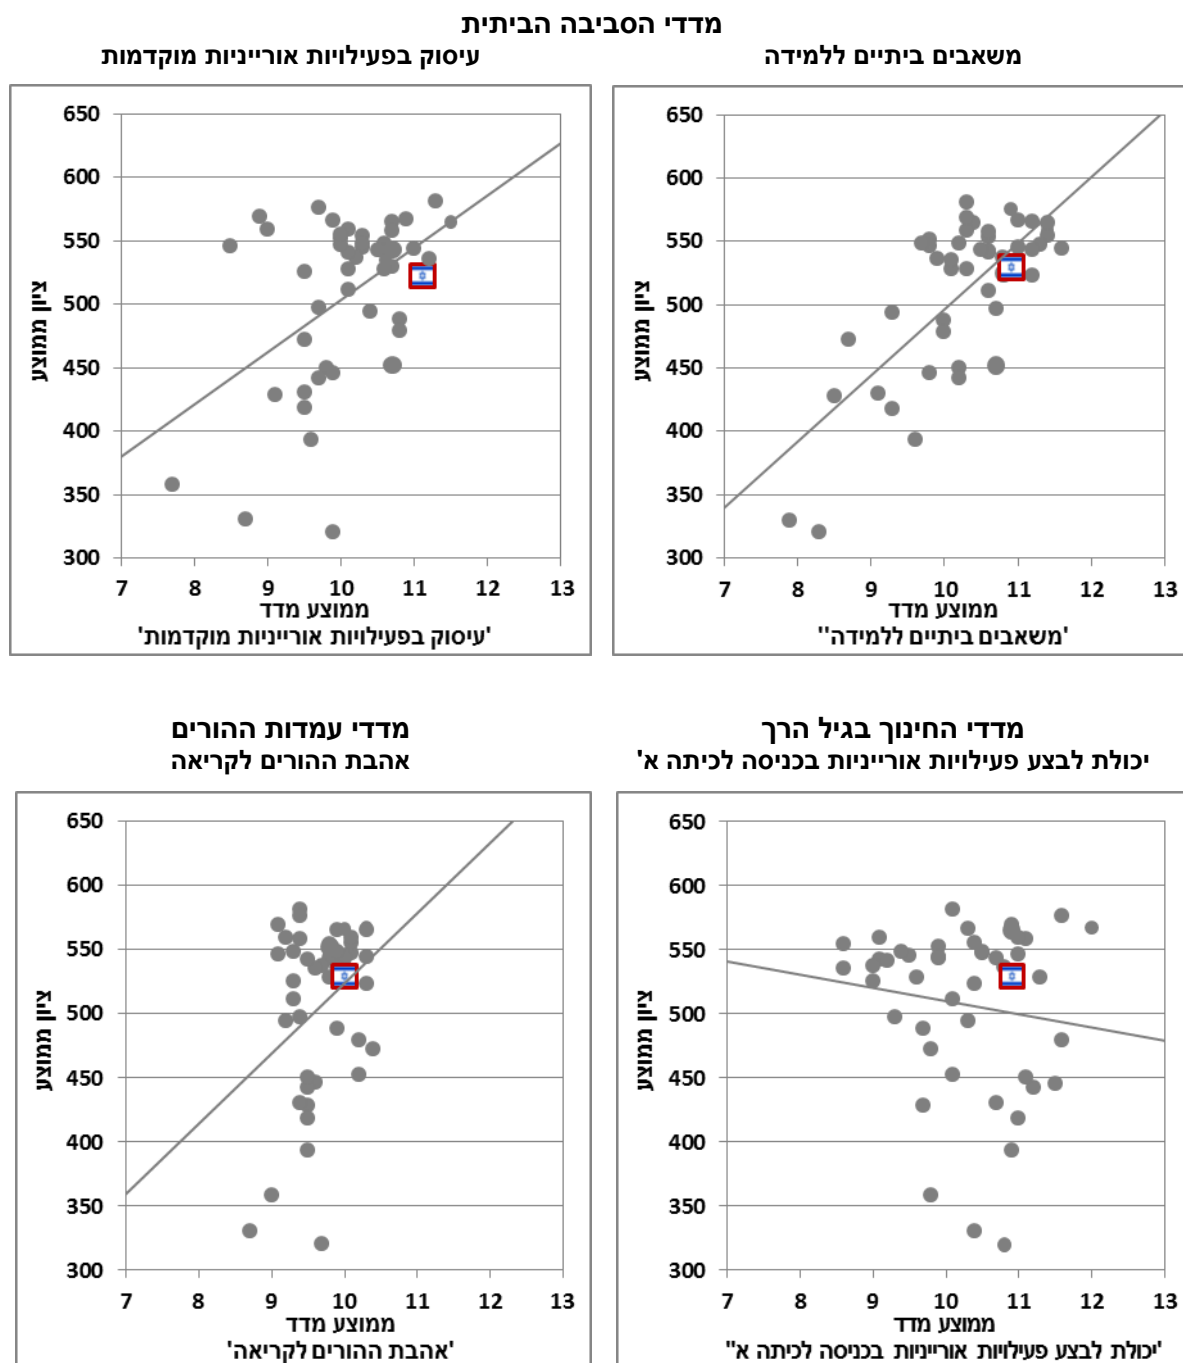 מדדי הסביבה הביתית
משאבים ביתיים ללמידה
ציון ממוצע
650
600
550
500
450
400
350
300
7 8 9 10 11 12 13
ממוצע מדד
'משאבים ביתיים ללמידה''
עיסוק בפעילויות אורייניות מוקדמות
ציון ממוצע
650
600
550
500
450
400
350
300
7 8 9 10 11 12 13
ממוצע מדד
'עיסוק בפעילויות אורייניות מוקדמות'
מדדי החינוך בגיל הרך
יכולת לבצע פעילויות אורייניות בכניסה לכיתה א'
ציון ממוצע
650
600
550
500
450
400
350
300
7 8 9 10 11 12 13
ממוצע מדד
'יכולת לבצע פעילויות אורייניות בכניסה לכיתה א''
מדדי עמדות ההורים
אהבת ההורים לקריאה
ציון ממוצע
650
600
550
500
450
400
350
300
7 8 9 10 11 12 13
ממוצע מדד
'אהבת ההורים לקריאה'